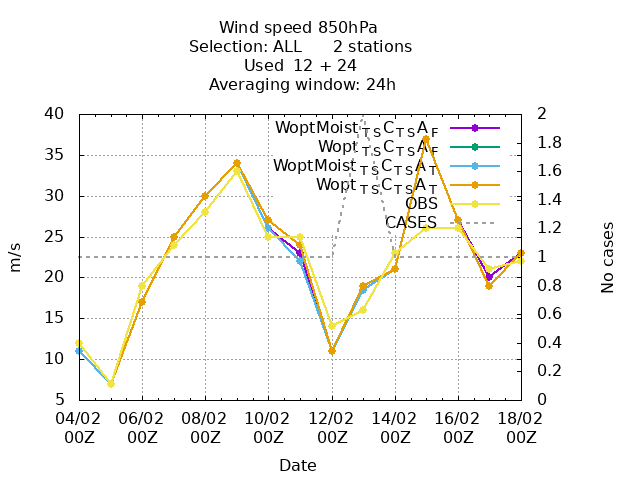 Wind speed 850hPa
Selection: ALL 2 stations
Used 12 + 24
Averaging window: 24h
WoptMoist TS C TS A F
Wopt TS C TS A F
WoptMoist TS C TS A T
Wopt TS C TS A T
OBS
CASES
40
35
30
25
20
15
10
5
m/s
2
1.8
1.6
1.4
1.2
1
0.8
0.6
0.4
0.2
0
No cases
04/02 06/02 08/02 10/02 12/02 14/02 16/02 18/02
00Z 00Z 00Z 00Z 00Z 00Z 00Z 00Z
Date